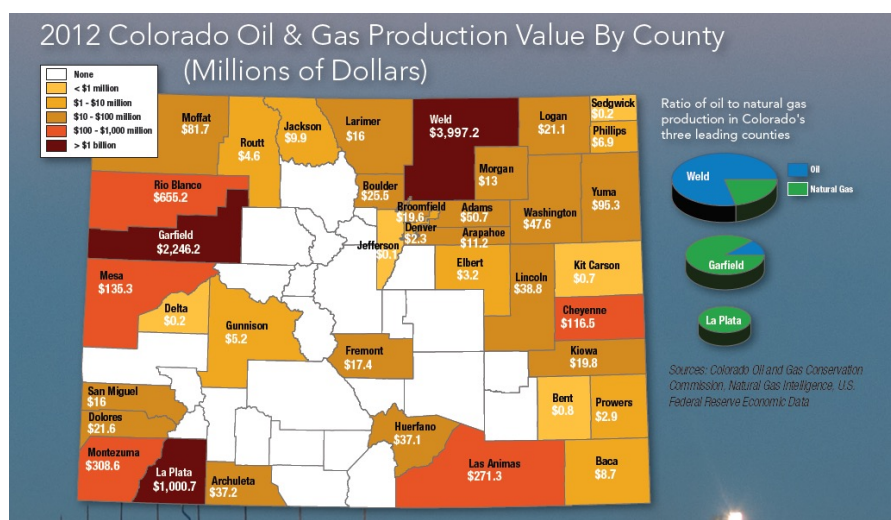 2012 Colorado Oil & Gas Production Value By County
(Millions of Dollars)
None
< $1 million
$1 - $10 million
$10 - $100 million
$100 - $1,000 million
> $1 billion
Moffat
$81.7
Routt
$4.6
Jackson
$9.9
Larimer
$16
Weld
$3,997.2
Logan
$21.1
Sedgwick
$0.2
Phillips
$6.9
Morgan
$13
Rio Blanco
$655.2
Boulder
$25.5
Broomfield
$19.6
Adams
$50.7
Washington
$47.6
Yuma
$95.3
Denver
$2.3
Arapahoe
$11.2
Garfield
$2,246.2
Jefferson
$0.1
Elbert
$3.2
Lincoln
$38.8
Kit Carson
$0.7
Mesa
$135.3
Delta
$0.2
Gunnison
$5.2
Cheyenne
$116.5
Fremont
$17.4
Kiowa
$19.8
San Miguel
$16
Dolores
$21.6
Bent
$0.8
Prowers
$2.9
Huerfano
$37.1
Montezuma
$308.6
La Plata
$1,000.7
Archuleta
$37.2
Las Animas
$271.3
Baca
$8.7
Ratio of oil to natural gas
production in Colorado's
three leading counties
Weld
Oil
Natural Gas
Garfield
La Plata
Sources: Colorado Oil and Gas Conservation
Commission, Natural Gas Intelligence, U.S.
Federal Reserve Economic Data